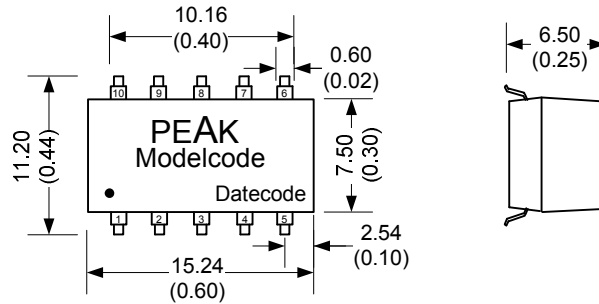 10.16
(0.40)
0.60
(0.02)
6.50
(0.25)
10 9 8 7 6
11.20
(0.44)
PEAK
Modelcode
Datecode
7.50
(0.30)
1 2 3 4 5
2.54
(0.10)
15.24
(0.60)